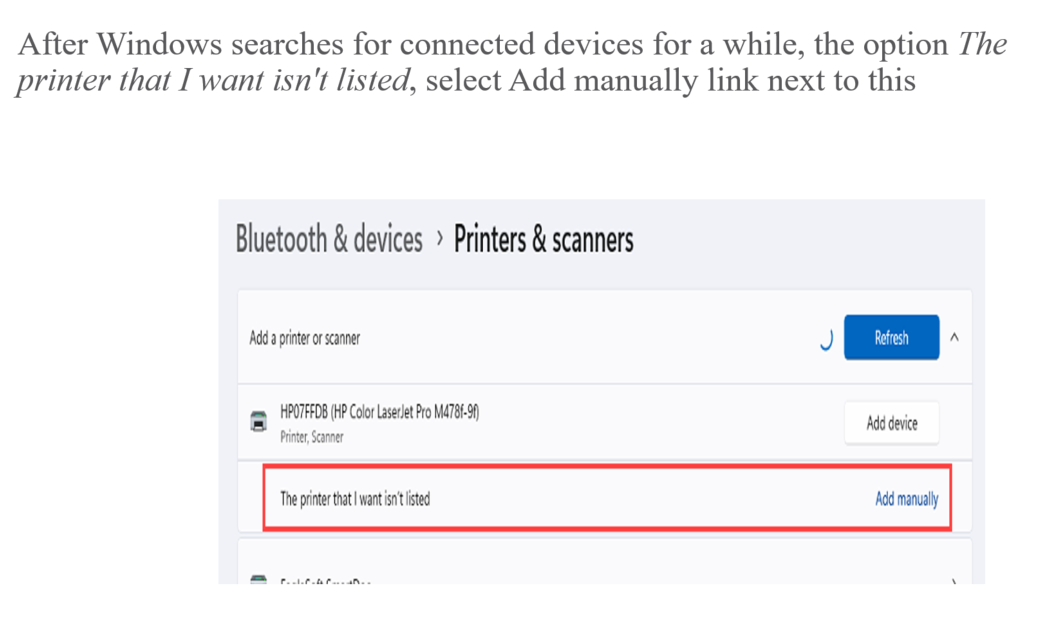 After Windows searches for connected devices for a while, the option The
printer that I want isn't listed, select Add manually link next to this
Bluetooth & devices › Printers & scanners
Add a printer or scanner Refresh
HP07FFDB (HP Color LaserJet Pro M478f-9f) Add device
Printer, Scanner
The printer that I want isn't listed Add manually